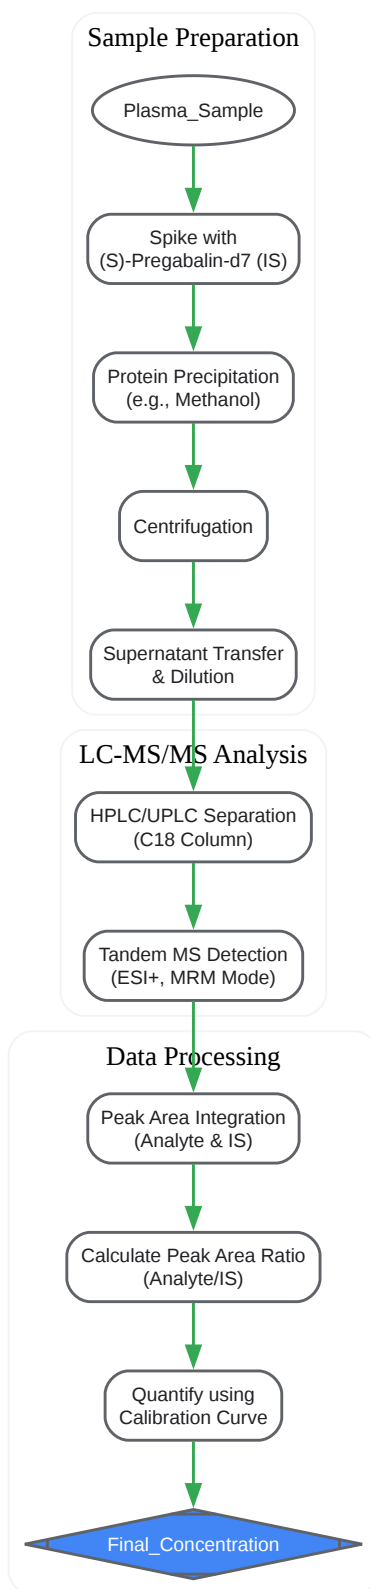 Sample Preparation
Plasma_Sample
Spike with
(S)-Pregabalin-d7 (IS)
Protein Precipitation
(e.g., Methanol)
Centrifugation
Supernatant Transfer
& Dilution
LC-MS/MS Analysis
HPLC/UPLC Separation
(C18 Column)
Tandem MS Detection
(ESI+, MRM Mode)
Data Processing
Peak Area Integration
(Analyte & IS)
Calculate Peak Area Ratio
(Analyte/IS)
Quantify using
Calibration Curve
Final_Concentration